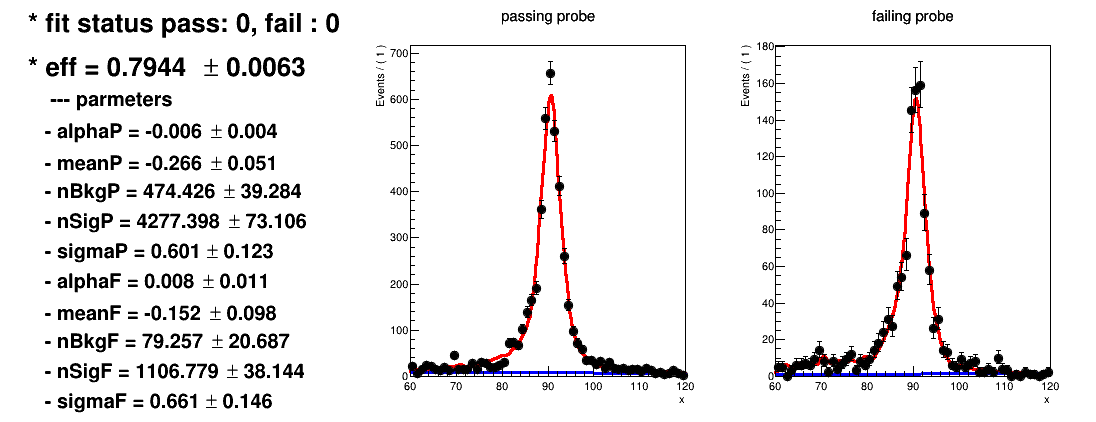 * fit status pass: 0, fail : 0
* eff = 0.7944 ± 0.0063
--- parmeters
- alphaP = -0.006 ± 0.004
- meanP = -0.266 ± 0.051
- nBkgP = 474.426 ± 39.284
- nSigP = 4277.398 ± 73.106
- sigmaP = 0.601 ± 0.123
- alphaF = 0.008 ± 0.011
- meanF = -0.152 ± 0.098
- nBkgF = 79.257 ± 20.687
- nSigF = 1106.779 ± 38.144
- sigmaF = 0.661 ± 0.146
passing probe
Events / ( 1 )
700
600
500
400
300
200
100
0
60 70 80 90 100 110 120
x
failing probe
Events / ( 1 )
180
160
140
120
100
80
60
40
20
0
60 70 80 90 100 110 120
x